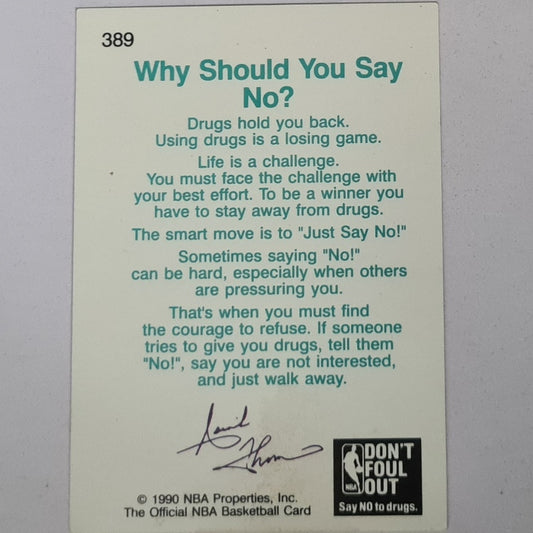 389
Why Should You Say
No?
Drugs hold you back.
Using drugs is a losing game.
Life is a challenge.
You must face the challenge with
your best effort. To be a winner you
have to stay away from drugs.
The smart move is to "Just Say No!"
Sometimes saying "No!"
can be hard, especially when others
are pressuring you.
That's when you must find
the courage to refuse. If someone
tries to give you drugs, tell them
"No!", say you are not interested,
and just walk away.
David
Thom
NBA
DON'T
FOUL
OUT
Say NO to drugs.
© 1990 NBA Properties, Inc.
The Official NBA Basketball Card